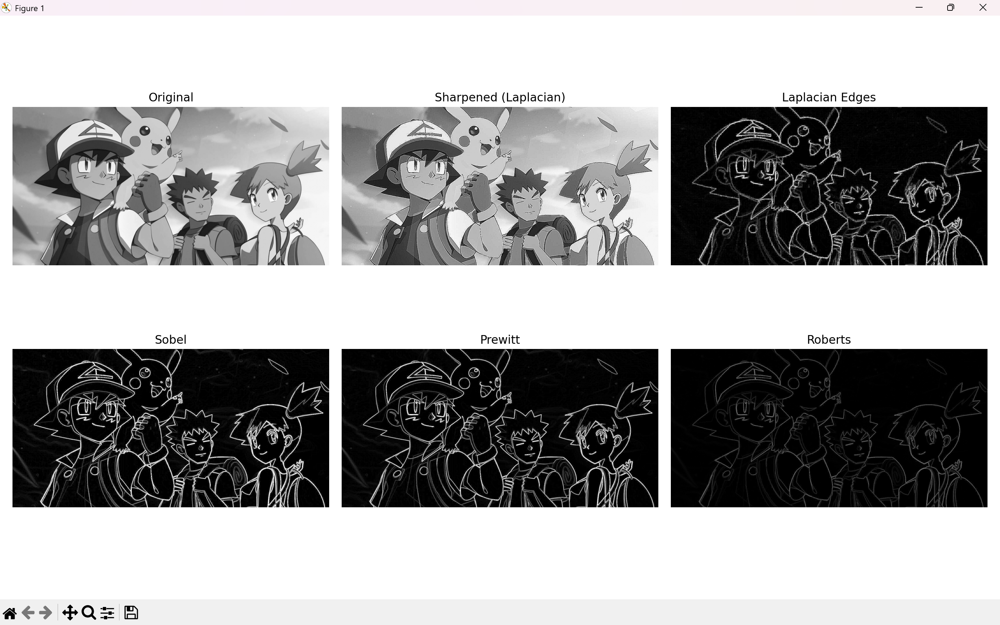 Figure 1
Original
Sharpened (Laplacian)
Laplacian Edges
Sobel
Prewitt
Roberts